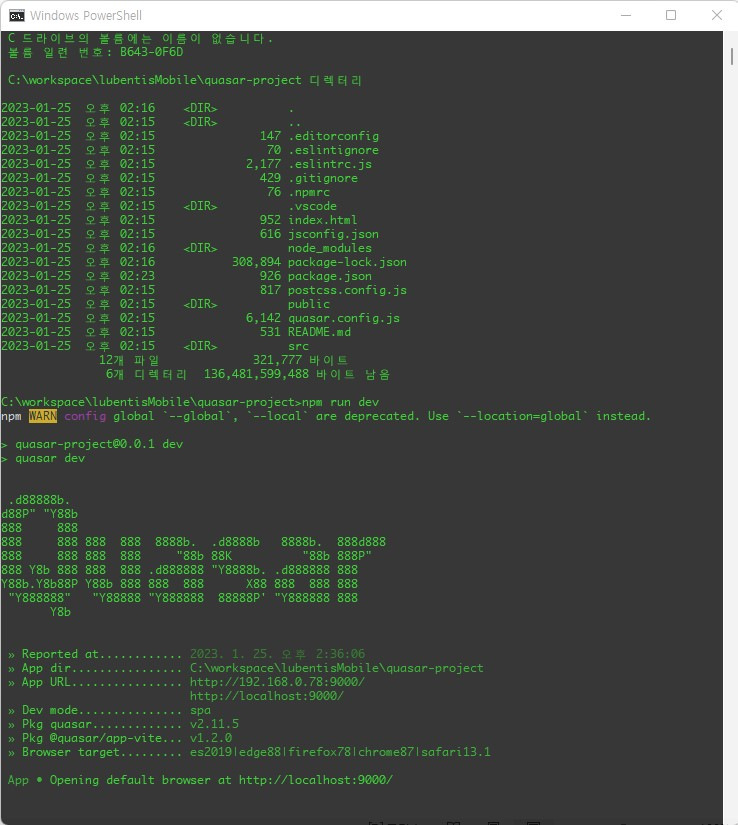 Windows PowerShell
C 드라이브의 볼륨에는 이름이 없습니다.
볼륨 일련 번호: B643-0F6D
C:\workspace\lubentisMobile\quasar-project 디렉터리
2023-01-25 오후 02:16 <DIR> .
2023-01-25 오후 02:15 <DIR> ..
2023-01-25 오후 02:15 147 .editorconfig
2023-01-25 오후 02:15 70 .eslintignore
2023-01-25 오후 02:15 2,177 .eslintrc.js
2023-01-25 오후 02:15 429 .gitignore
2023-01-25 오후 02:15 76 .npmrc
2023-01-25 오후 02:15 <DIR> .vscode
2023-01-25 오후 02:15 952 index.html
2023-01-25 오후 02:15 616 jsconfig.json
2023-01-25 오후 02:16 <DIR> node_modules
2023-01-25 오후 02:16 308,894 package-lock.json
2023-01-25 오후 02:23 926 package.json
2023-01-25 오후 02:15 817 postcss.config.js
2023-01-25 오후 02:15 <DIR> public
2023-01-25 오후 02:15 6,142 quasar.config.js
2023-01-25 오후 02:15 531 README.md
2023-01-25 오후 02:15 <DIR> src
12개 파일 321,777 바이트
6개 디렉터리 136,481,599,488 바이트 남음
C:\workspace\lubentisMobile\quasar-project>npm run dev
npm WARN config global `--global`, `--local` are deprecated. Use `--location=global` instead.
> quasar-project@0.0.1 dev
> quasar dev
.d88888b.
d88P" "Y88b
888     888
888     888 888  888  8888b.  .d8888b   8888b.  888d888
888     888 888  888     "88b 88K          "88b 888P"
888 Y8b 888 888  888 .d888888 "Y8888b. .d888888 888
Y88b.Y8b88P Y88b 888 888  888      X88 888  888 888
"Y888888"   "Y88888 "Y888888  88888P' "Y888888 888
Y8b
» Reported at............ 2023. 1. 25. 오후 2:36:06
» App dir................ C:\workspace\lubentisMobile\quasar-project
» App URL................ http://192.168.0.78:9000/
http://localhost:9000/
» Dev mode............... spa
» Pkg quasar............. v2.11.5
» Pkg @quasar/app-vite... v1.2.0
» Browser target......... es2019|edge88|firefox78|chrome87|safari13.1
App • Opening default browser at http://localhost:9000/